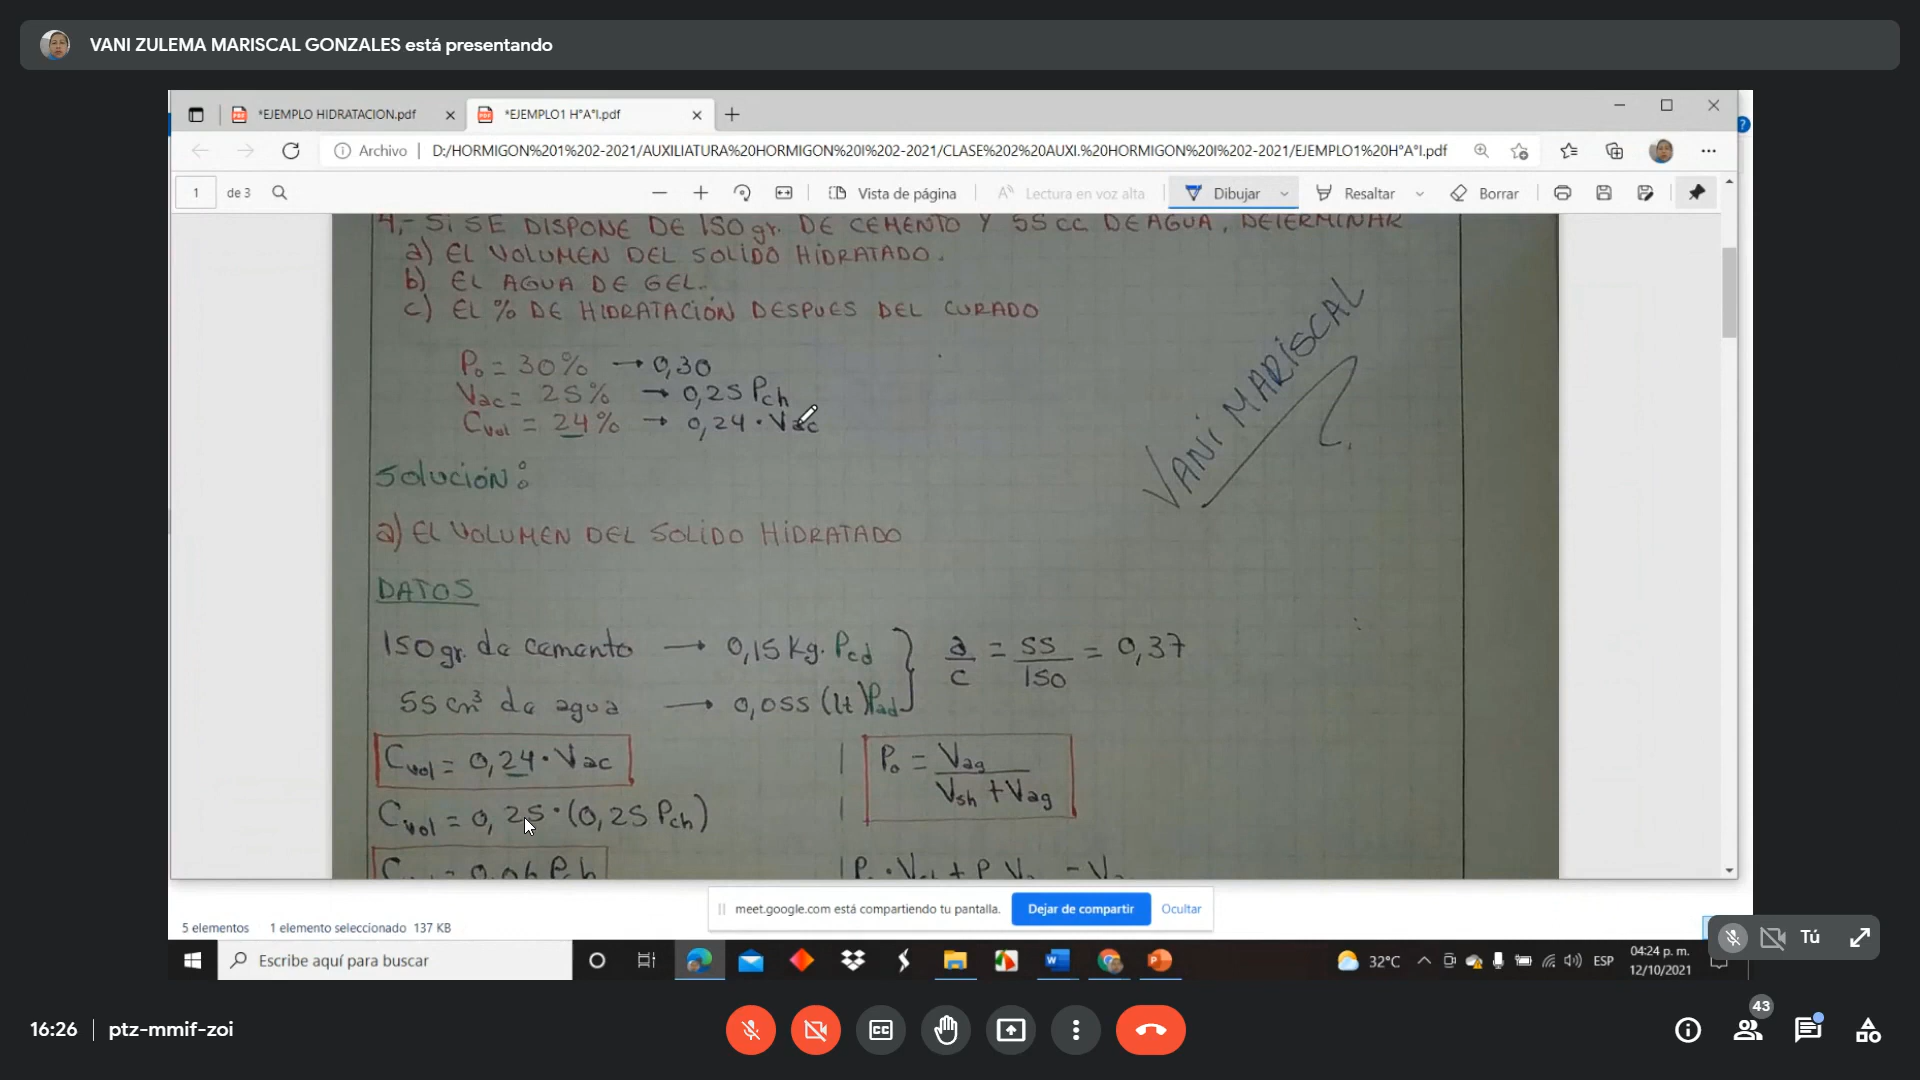 VANI ZULEMA MARISCAL GONZALES está presentando
*EJEMPLO HIDRATACION.pdf
*EJEMPLO1 H°A°I.pdf
Archivo
D:/HORMIGON%201%202-2021/AUXILIATURA%20HORMIGON%20I%202-2021/CLASE%202%20AUXI.%20HORMIGON%20I%202-2021/EJEMPLO1%20H°A°I.pdf
1 de 3
Vista de página
Lectura en voz alta
Dibujar
Resaltar
Borrar
4.- Si SE DISPONE DE 150 gr. DE CEMENTO Y 55 cc DE AGUA, DETERMINAR
a) EL VOLUMEN DEL SOLIDO HIDRATADO.
b) EL AGUA DE GEL.
c) EL % DE HIDRATACIÓN DESPUES DEL CURADO
P₀ = 30% → 0,30
Vac = 25% → 0,25 Pch
Cvol = 24% → 0,24 · Vac
VANI MARISCAL
Solución:
a) EL VOLUMEN DEL SOLIDO HIDRATADO
DATOS
150 gr. de cemento → 0,15 kg. Pcd
55 cm³ de agua → 0,055 (lt) Pad
a/c = 55/150 = 0,37
Cvol = 0,24 · Vac
P₀ = Vag / Vsh + Vag
Cvol = 0,25 · (0,25 Pch)
meet.google.com está compartiendo tu pantalla.
Dejar de compartir
Ocultar
5 elementos
1 elemento seleccionado 137 KB
Tú
Escribe aquí para buscar
32°C
ESP
04:24 p. m.
12/10/2021
16:26
ptz-mmif-zoi
43